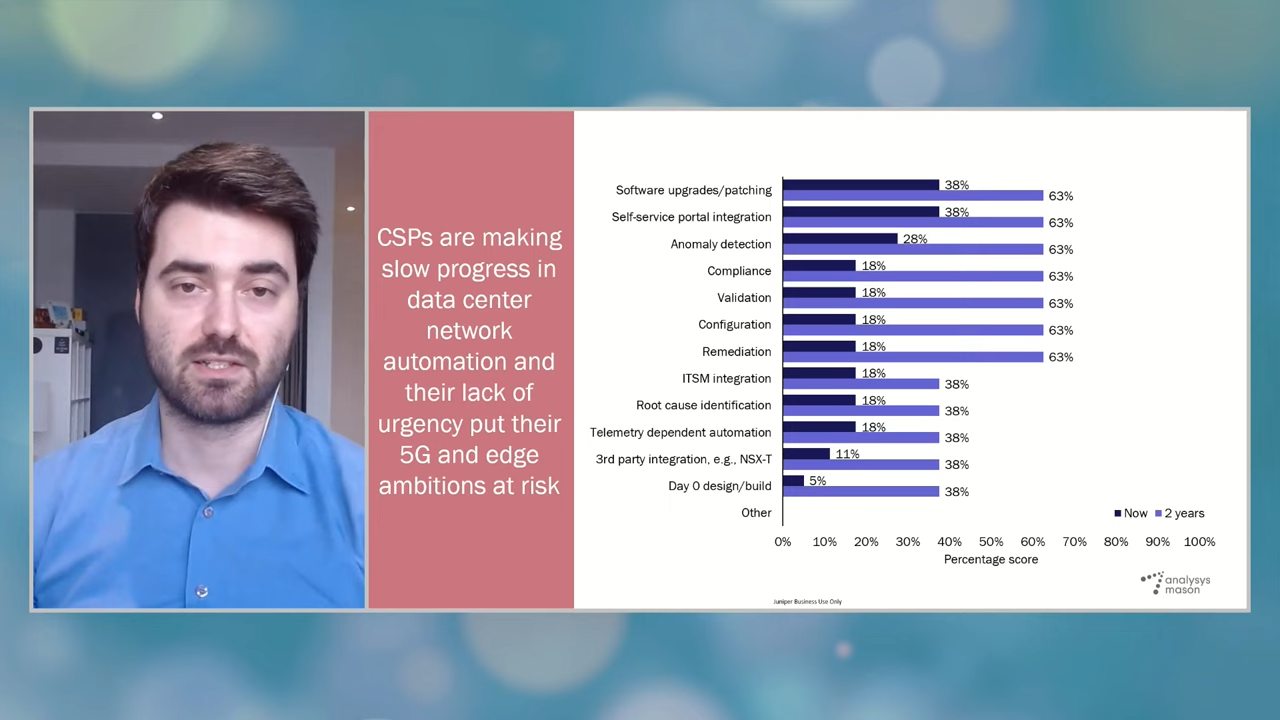 CSPs are making
slow progress in
data center
network
automation and
their lack of
urgency put their
5G and edge
ambitions at risk
Software upgrades/patching 38% 63%
Self-service portal integration 38% 63%
Anomaly detection 28% 63%
Compliance 18% 63%
Validation 18% 63%
Configuration 18% 63%
Remediation 18% 63%
ITSM integration 18% 38%
Root cause identification 18% 38%
Telemetry dependent automation 18% 38%
3rd party integration, e.g., NSX-T 11% 38%
Day 0 design/build 5% 38%
Other
Now 2 years
0% 10% 20% 30% 40% 50% 60% 70% 80% 90% 100%
Percentage score
analysys
mason
Juniper Business Use Only